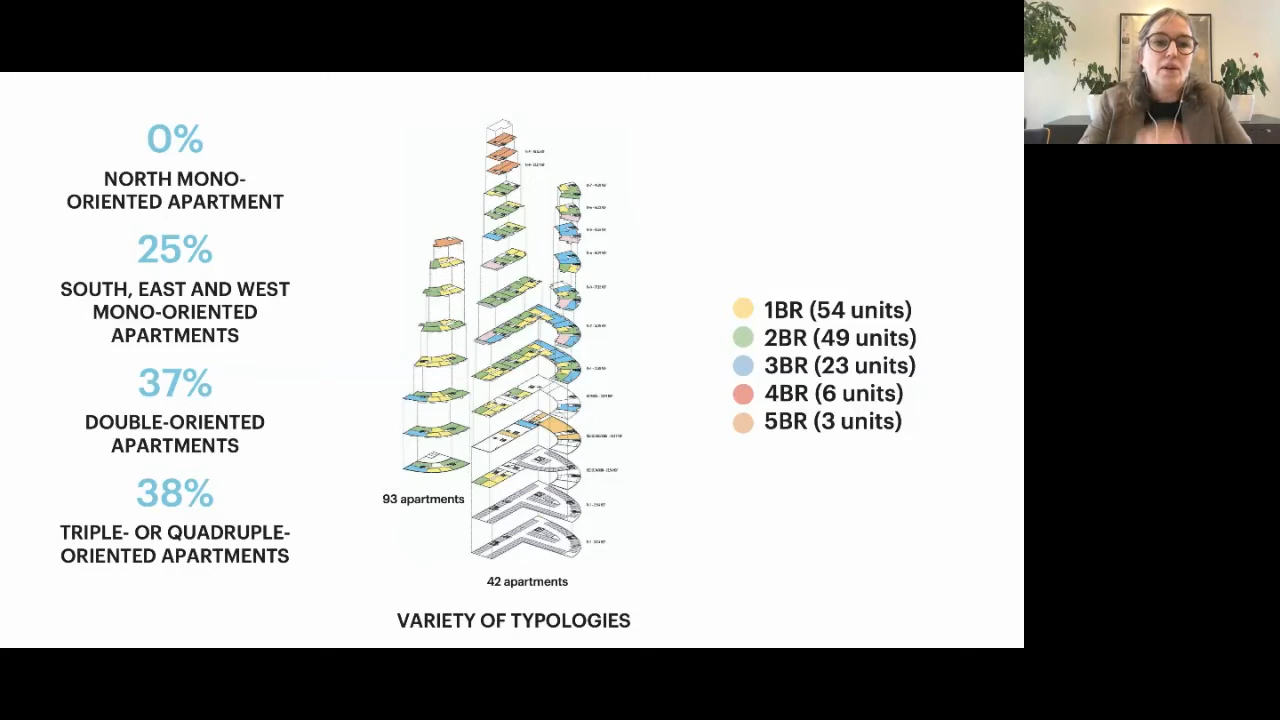 0%
NORTH MONO-
ORIENTED APARTMENT
25%
SOUTH, EAST AND WEST
MONO-ORIENTED
APARTMENTS
37%
DOUBLE-ORIENTED
APARTMENTS
38%
TRIPLE- OR QUADRUPLE-
ORIENTED APARTMENTS
93 apartments
42 apartments
VARIETY OF TYPOLOGIES
1BR (54 units)
2BR (49 units)
3BR (23 units)
4BR (6 units)
5BR (3 units)